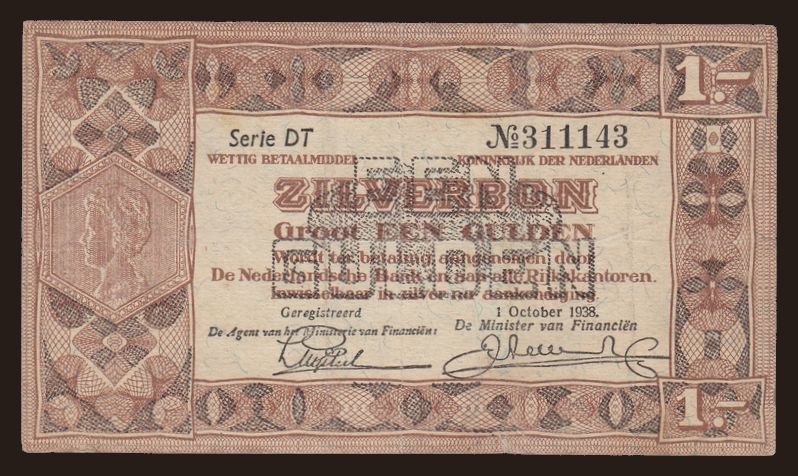 1.-
Serie DT
№311143
WETTIG BETAALMIDDEL
KONINKRIJK DER NEDERLANDEN
EEN
ZILVERBON
Groot EEN GULDEN
GULDEN
Wordt ter betaling aangenomen door
De Nederlandsche Bank en aan alle Rijkskantoren.
Inwisselbaar in zilver na aankondiging.
Geregistreerd
1 October 1938.
De Agent van het Ministerie van Financiën:
De Minister van Financiën
1.-